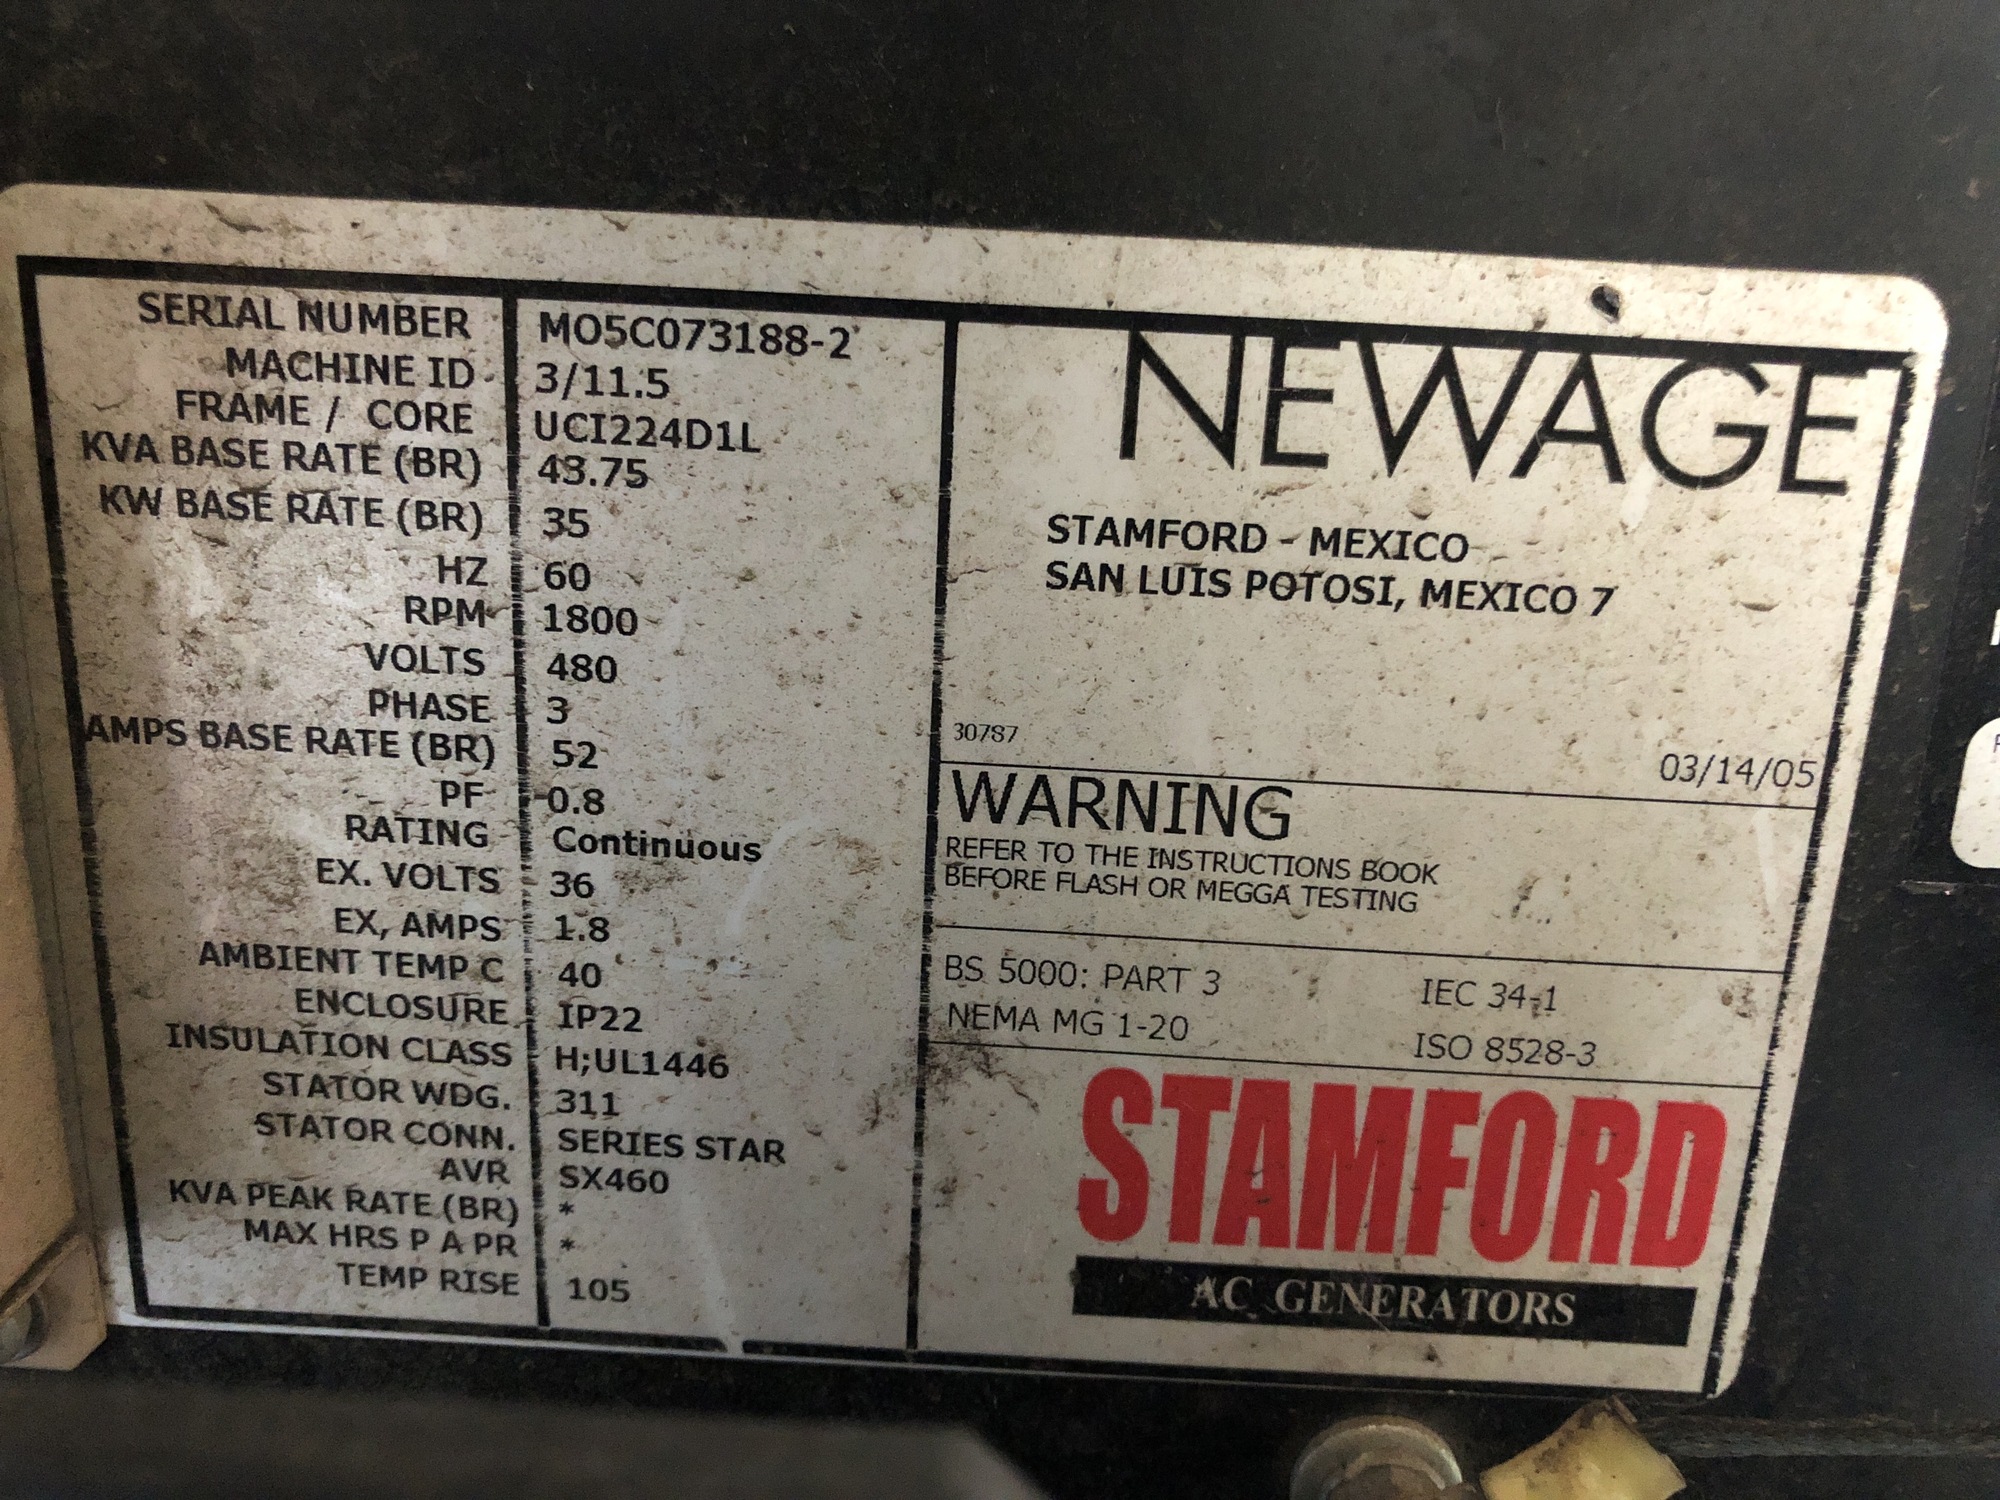 SERIAL NUMBER MO5C073188-2
MACHINE ID 3/11.5
FRAME / CORE UCI224D1L
KVA BASE RATE (BR) 43.75
KW BASE RATE (BR) 35
HZ 60
RPM 1800
VOLTS 480
PHASE 3
AMPS BASE RATE (BR) 52
PF 0.8
RATING Continuous
EX. VOLTS 36
EX, AMPS 1.8
AMBIENT TEMP C 40
ENCLOSURE IP22
INSULATION CLASS H;UL1446
STATOR WDG. 311
STATOR CONN. SERIES STAR
AVR SX460
KVA PEAK RATE (BR) *
MAX HRS P A PR *
TEMP RISE 105
NEWAGE
STAMFORD - MEXICO
SAN LUIS POTOSI, MEXICO 7
30787 03/14/05
WARNING
REFER TO THE INSTRUCTIONS BOOK
BEFORE FLASH OR MEGGA TESTING
BS 5000: PART 3 IEC 34-1
NEMA MG 1-20 ISO 8528-3
STAMFORD
AC GENERATORS